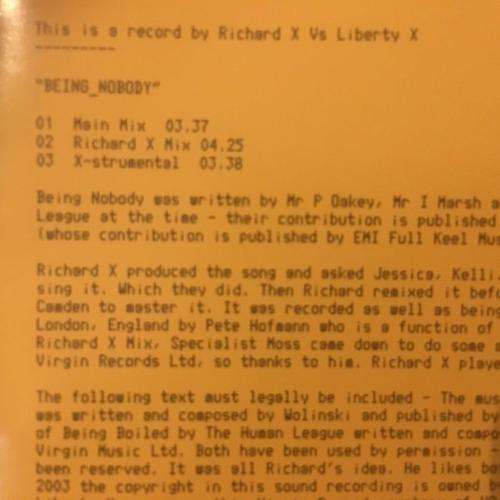 This is a record by Richard X Vs Liberty X
----------
"BEING_NOBODY"
01 Main Mix 03.37
02 Richard X Mix 04.25
03 X-strumental 03.38
Being Nobody was written by Mr P Oakey, Mr I Marsh a
League at the time - their contribution is published
(whose contribution is published by EMI Full Keel Mus
Richard X produced the song and asked Jessica, Kelli
sing it. Which they did. Then Richard remixed it befo
Camden to master it. It was recorded as well as being
London, England by Pete Hofmann who is a function of
Richard X Mix, Specialist Moss came down to do some
Virgin Records Ltd, so thanks to him. Richard X playe
The following text must legally be included - The mus
was written and composed by Wolinski and published by
of Being Boiled by The Human League written and compo
Virgin Music Ltd. Both have been used by permission
been reserved. It was all Richard's idea. He likes bo
2003 the copyright in this sound recording is owned b